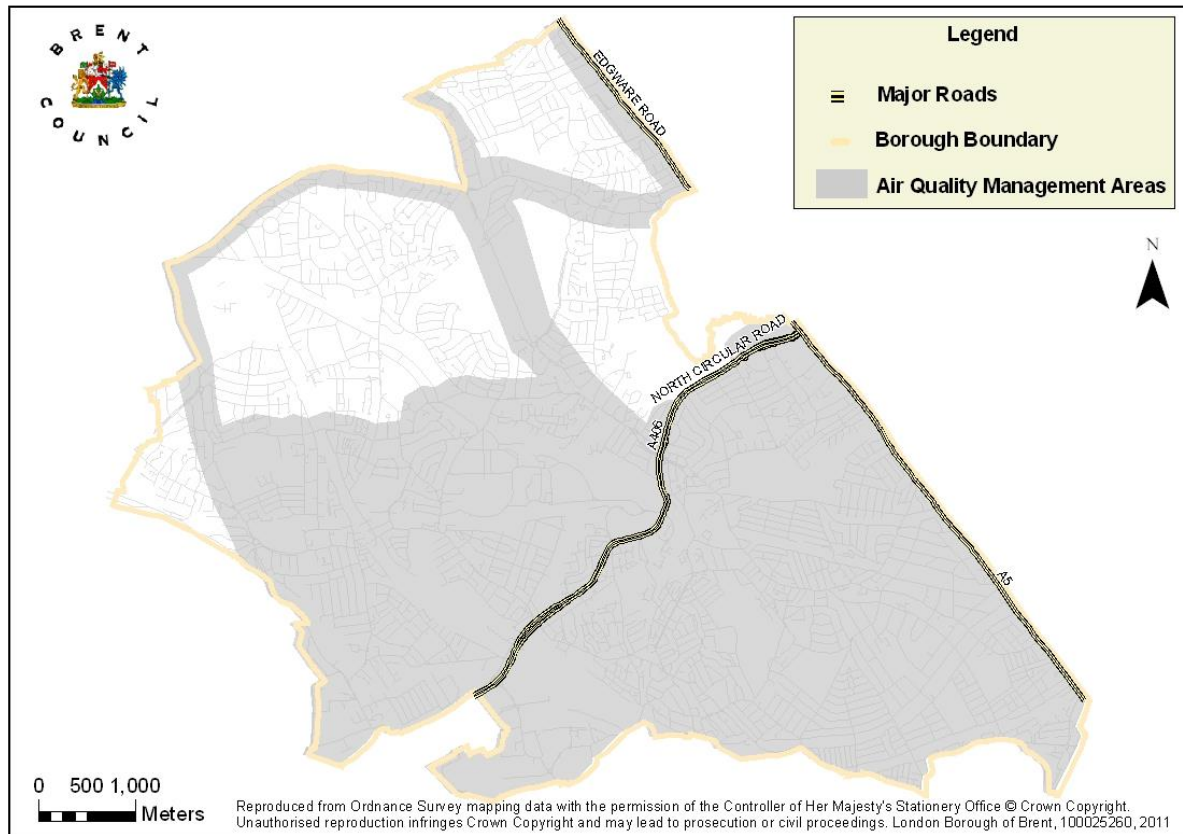 BRENT
COUNCIL
Legend
Major Roads
Borough Boundary
Air Quality Management Areas
EDGWARE ROAD
N
NORTH CIRCULAR ROAD
A406
A5
0 500 1,000
Meters
Reproduced from Ordnance Survey mapping data with the permission of the Controller of Her Majesty's Stationery Office © Crown Copyright.
Unauthorised reproduction infringes Crown Copyright and may lead to prosecution or civil proceedings. London Borough of Brent, 100025260, 2011